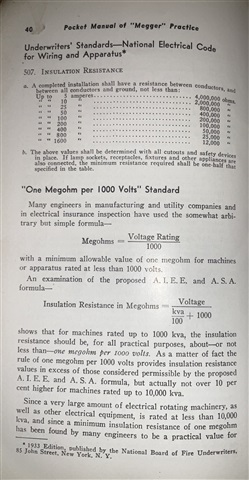 40 Pocket Manual of "Megger" Practice
Underwriters' Standards—National Electrical Code
for Wiring and Apparatus*
507. INSULATION RESISTANCE
a. A completed installation shall have a resistance between conductors, and
between all conductors and ground, not less than:
Up to 5 amperes 4,000,000 ohms
" " 10 " 2,000,000 "
" " 25 " 800,000 "
" " 50 " 400,000 "
" " 100 " 200,000 "
" " 200 " 100,000 "
" " 400 " 50,000 "
" " 800 " 25,000 "
" " 1600 " 12,000 "
b. The above values shall be determined with all cutouts and safety devices
in place. If lamp sockets, receptacles, fixtures and other appliances are
also connected, the minimum resistance required shall be one-half that
specified in the table.
"One Megohm per 1000 Volts" Standard
Many engineers in manufacturing and utility companies and
in electrical insurance inspection have used the somewhat arbi-
trary but simple formula—
Megohms = Voltage Rating
1000
with a minimum allowable value of one megohm for machines
or apparatus rated at less than 1000 volts.
An examination of the proposed A. I. E. E. and A. S. A.
formula—
Insulation Resistance in Megohms = Voltage
kva
100 + 1000
shows that for machines rated up to 1000 kva, the insulation
resistance should be, for all practical purposes, about—or not
less than—one megohm per 1000 volts. As a matter of fact the
rule of one megohm per 1000 volts provides insulation resistance
values in excess of those considered permissible by the proposed
A. I. E. E. and A. S. A. formula, but actually not over 10 per
cent higher for machines rated up to 10,000 kva.
Since a very large amount of electrical rotating machinery, as
well as other electrical equipment, is rated at less than 10,000
kva, and since a minimum insulation resistance of one megohm
has been found by many engineers to be a practical value for
* 1935 Edition, published by the National Board of Fire Underwriters,
85 John Street, New York, N. Y.